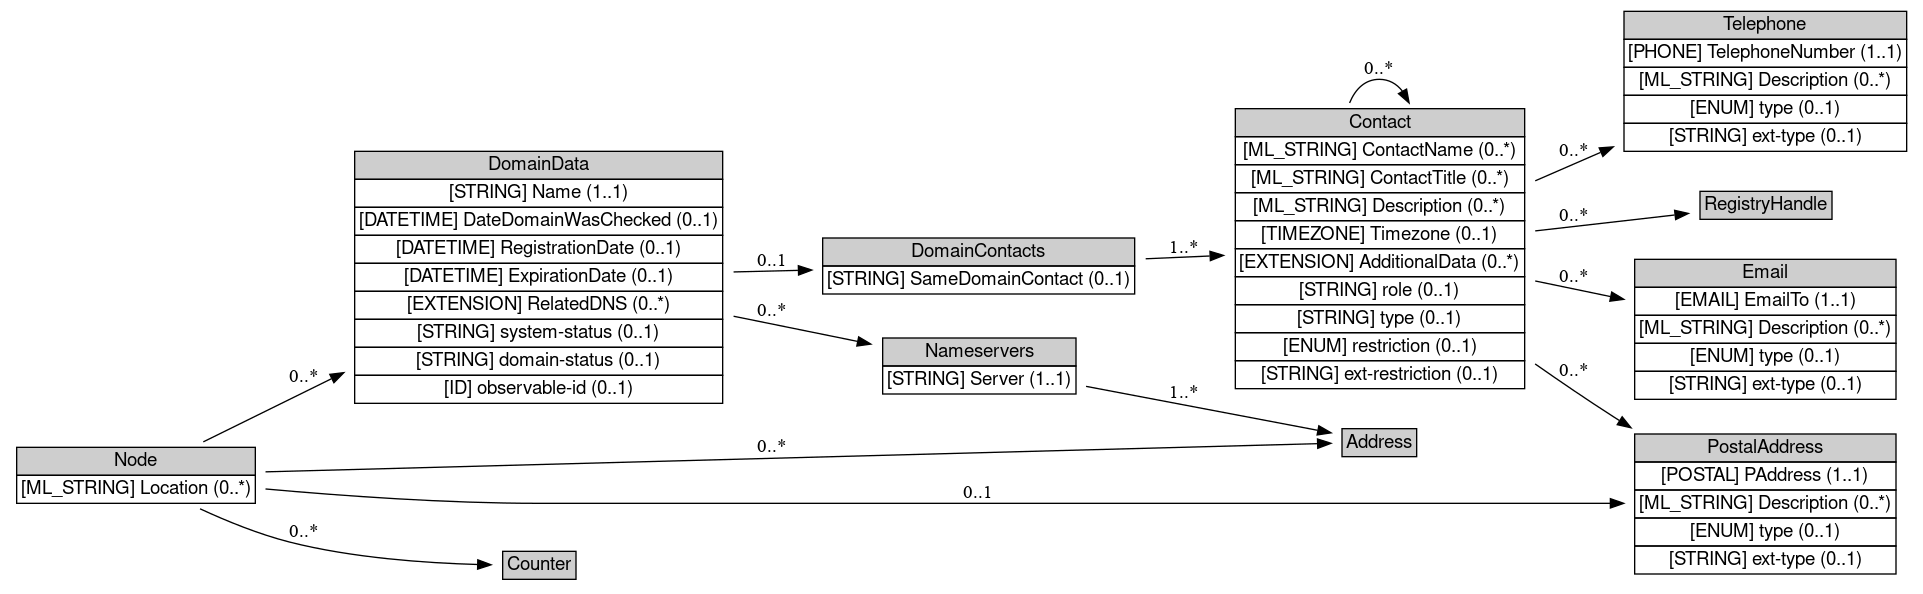 Telephone
[PHONE] TelephoneNumber (1..1)
[ML_STRING] Description (0..*)
[ENUM] type (0..1)
[STRING] ext-type (0..1)
0..*
Contact
[ML_STRING] ContactName (0..*)
[ML_STRING] ContactTitle (0..*)
[ML_STRING] Description (0..*)
[TIMEZONE] Timezone (0..1)
[EXTENSION] AdditionalData (0..*)
[STRING] role (0..1)
[STRING] type (0..1)
[ENUM] restriction (0..1)
[STRING] ext-restriction (0..1)
0..*
0..*
0..*
0..*
RegistryHandle
Email
[EMAIL] EmailTo (1..1)
[ML_STRING] Description (0..*)
[ENUM] type (0..1)
[STRING] ext-type (0..1)
DomainData
[STRING] Name (1..1)
[DATETIME] DateDomainWasChecked (0..1)
[DATETIME] RegistrationDate (0..1)
[DATETIME] ExpirationDate (0..1)
[EXTENSION] RelatedDNS (0..*)
[STRING] system-status (0..1)
[STRING] domain-status (0..1)
[ID] observable-id (0..1)
0..1
0..*
DomainContacts
[STRING] SameDomainContact (0..1)
1..*
Nameservers
[STRING] Server (1..1)
1..*
Address
0..*
Node
[ML_STRING] Location (0..*)
0..*
0..1
0..*
Counter
PostalAddress
[POSTAL] PAddress (1..1)
[ML_STRING] Description (0..*)
[ENUM] type (0..1)
[STRING] ext-type (0..1)